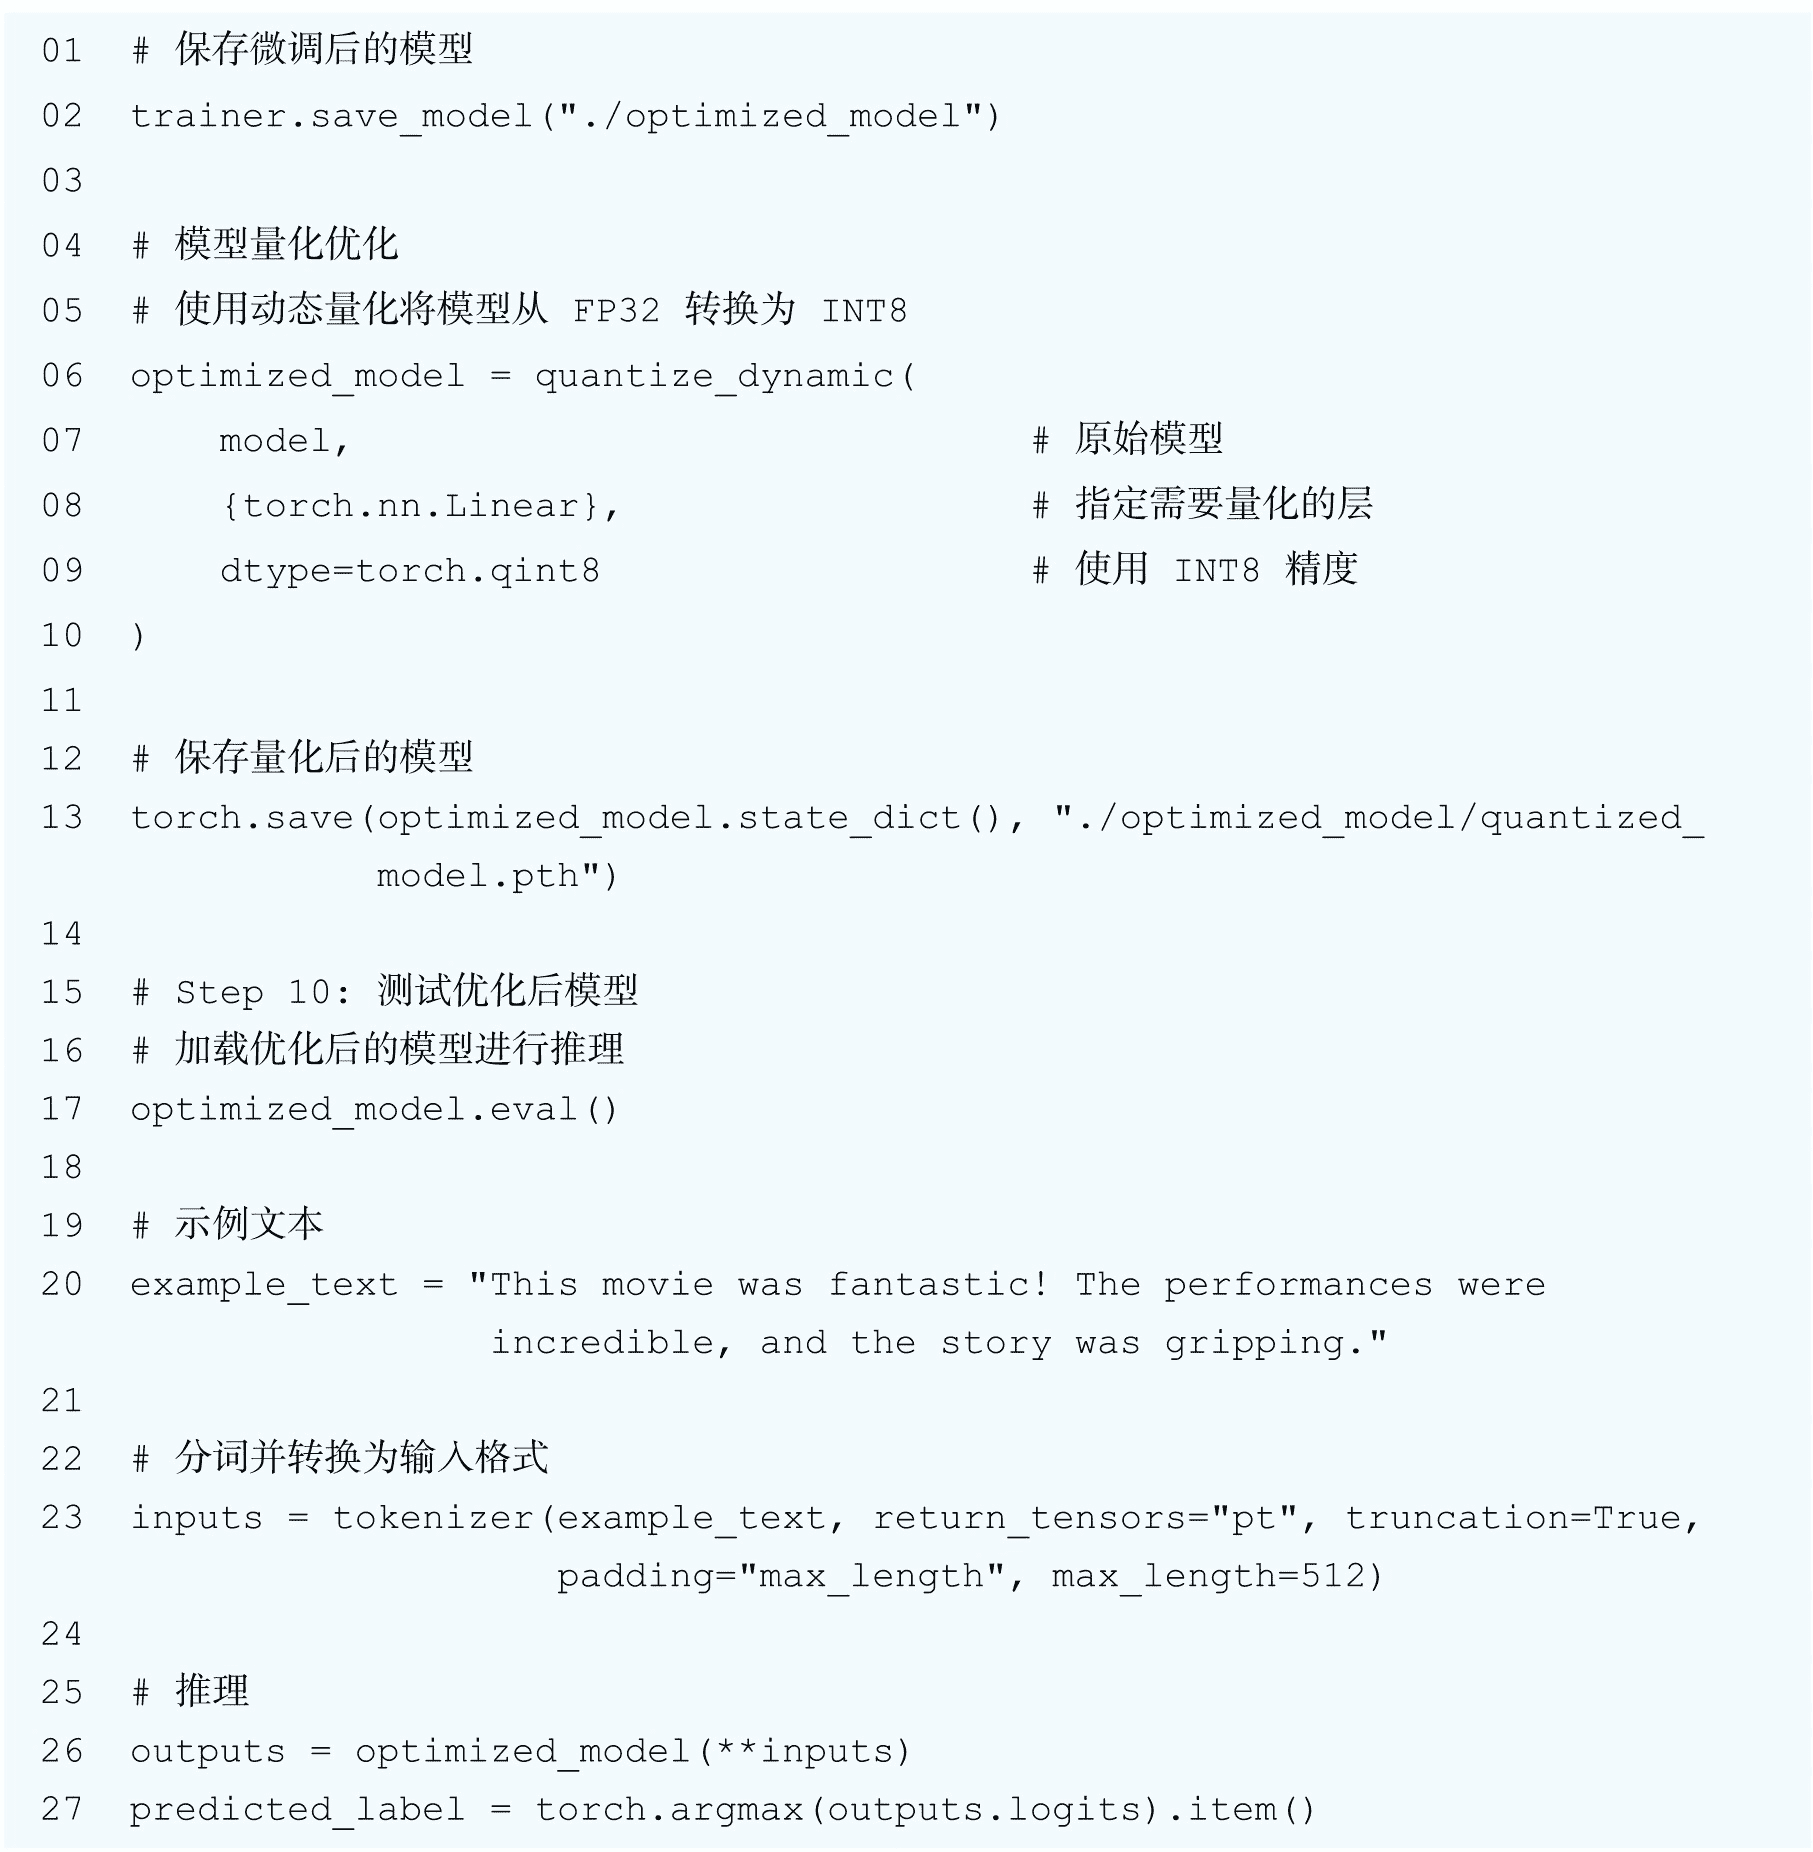 01 # 保存微调后的模型
02 trainer.save_model("./optimized_model")
03
04 # 模型量化优化
05 # 使用动态量化将模型从 FP32 转换为 INT8
06 optimized_model = quantize_dynamic(
07     model,                               # 原始模型
08     {torch.nn.Linear},                   # 指定需要量化的层
09     dtype=torch.qint8                    # 使用 INT8 精度
10 )
11
12 # 保存量化后的模型
13 torch.save(optimized_model.state_dict(), "./optimized_model/quantized_
model.pth")
14
15 # Step 10: 测试优化后模型
16 # 加载优化后的模型进行推理
17 optimized_model.eval()
18
19 # 示例文本
20 example_text = "This movie was fantastic! The performances were
incredible, and the story was gripping."
21
22 # 分词并转换为输入格式
23 inputs = tokenizer(example_text, return_tensors="pt", truncation=True,
padding="max_length", max_length=512)
24
25 # 推理
26 outputs = optimized_model(**inputs)
27 predicted_label = torch.argmax(outputs.logits).item()